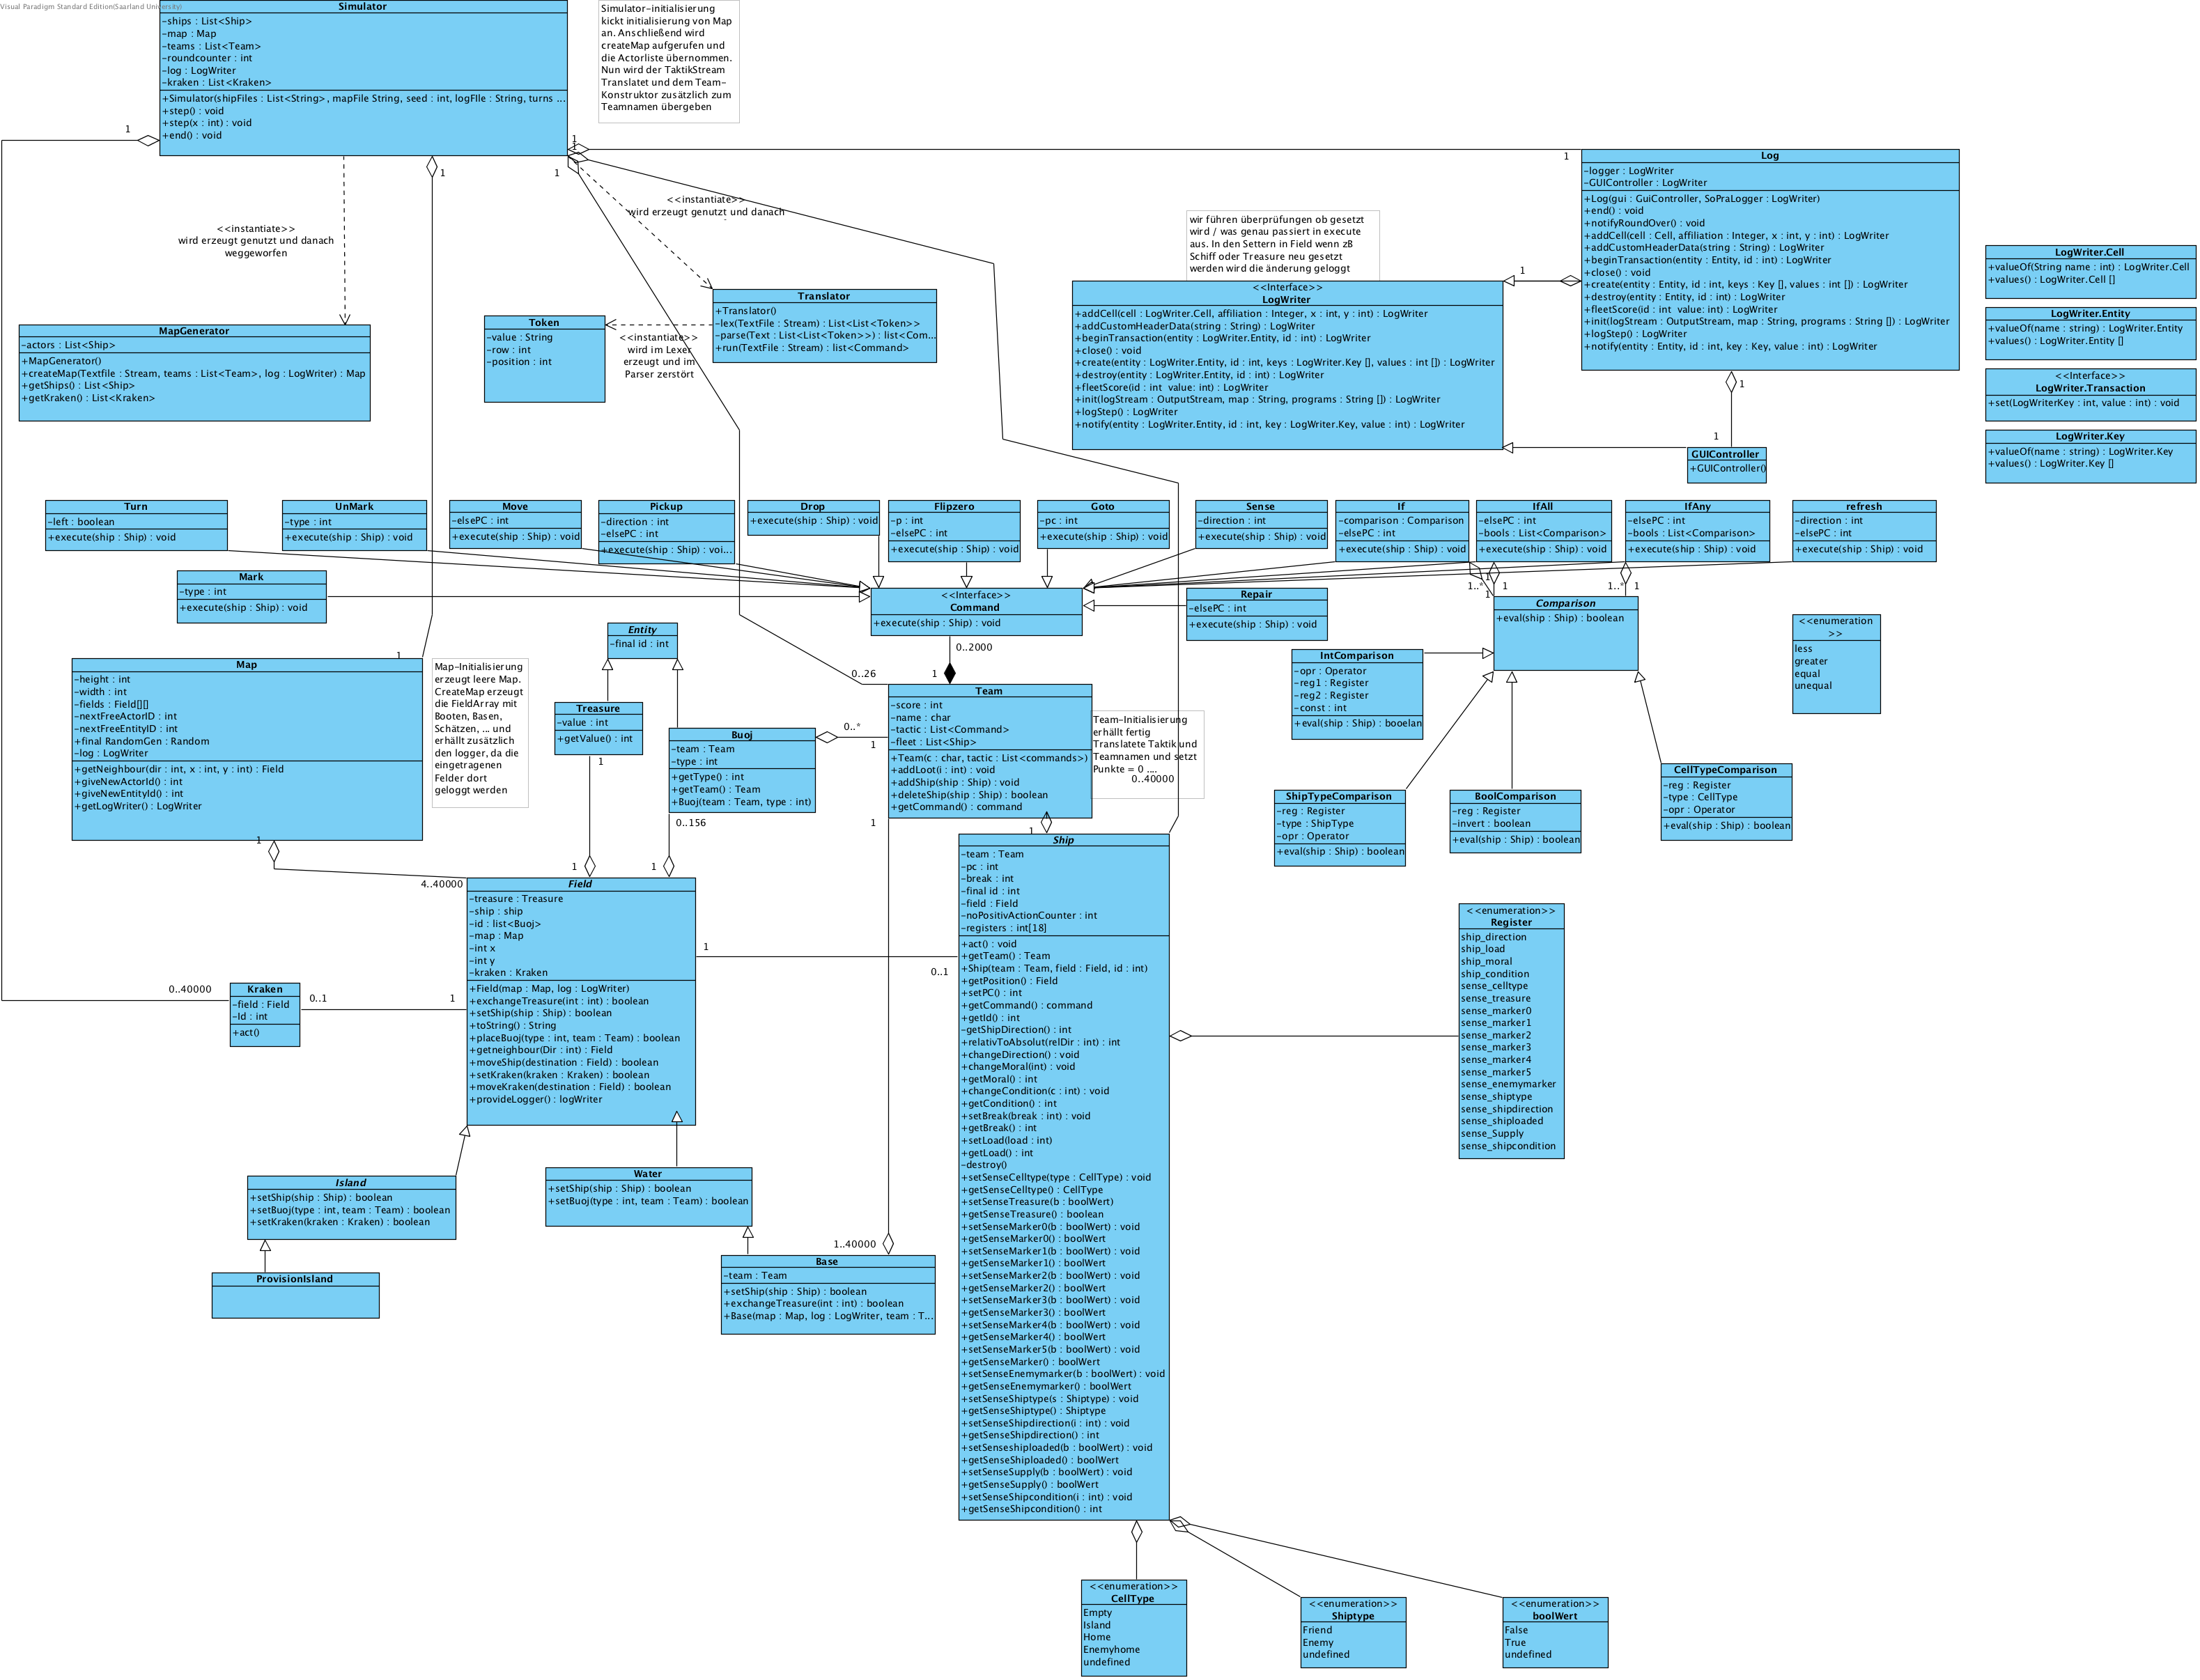 Visual Paradigm Standard Edition(Saarland University)
Simulator
-ships : List<Ship>
-map : Map
-teams : List<Team>
-roundcounter : int
-log : LogWriter
-kraken : List<Kraken>
+Simulator(shipFiles : List<String>, mapFile String, seed : int, logFIle : String, turns ...
+step() : void
+step(x : int) : void
+end() : void
Simulator-initialisierung
kickt initialisierung von Map
an. Anschließend wird
createMap aufgerufen und
die Actorliste übernommen.
Nun wird der TaktikStream
Translatet und dem Team-
Konstruktor zusätzlich zum
Teamnamen übergeben
1
1
1
1
1
1
<<instantiate>>
wird erzeugt genutzt und danach
weggeworfen
<<instantiate>>
wird erzeugt genutzt und danach
MapGenerator
-actors : List<Ship>
+MapGenerator()
+createMap(Textfile : Stream, teams : List<Team>, log : LogWriter) : Map
+getShips() : List<Ship>
+getKraken() : List<Kraken>
Token
-value : String
-row : int
-position : int
<<instantiate>>
wird im Lexer
erzeugt und im
Parser zerstört
Translator
+Translator()
-lex(TextFile : Stream) : List<List<Token>>
-parse(Text : List<List<Token>>) : list<Com...
+run(TextFile : Stream) : list<Command>
wir führen überprüfungen ob gesetzt
wird / was genau passiert in execute
aus. In den Settern in Field wenn zB
Schiff oder Treasure neu gesetzt
werden wird die änderung geloggt
<<Interface>>
LogWriter
+addCell(cell : LogWriter.Cell, affiliation : Integer, x : int, y : int) : LogWriter
+addCustomHeaderData(string : String) : LogWriter
+beginTransaction(entity : LogWriter.Entity, id : int) : LogWriter
+close() : void
+create(entity : LogWriter.Entity, id : int, keys : LogWriter.Key [], values : int []) : LogWriter
+destroy(entity : LogWriter.Entity, id : int) : LogWriter
+fleetScore(id : int  value: int) : LogWriter
+init(logStream : OutputStream, map : String, programs : String []) : LogWriter
+logStep() : LogWriter
+notify(entity : LogWriter.Entity, id : int, key : LogWriter.Key, value : int) : LogWriter
1
Log
-logger : LogWriter
-GUIController : LogWriter
+Log(gui : GuiController, SoPraLogger : LogWriter)
+end() : void
+notifyRoundOver() : void
+addCell(cell : Cell, affiliation : Integer, x : int, y : int) : LogWriter
+addCustomHeaderData(string : String) : LogWriter
+beginTransaction(entity : Entity, id : int) : LogWriter
+close() : void
+create(entity : Entity, id : int, keys : Key [], values : int []) : LogWriter
+destroy(entity : Entity, id : int) : LogWriter
+fleetScore(id : int  value: int) : LogWriter
+init(logStream : OutputStream, map : String, programs : String []) : LogWriter
+logStep() : LogWriter
+notify(entity : Entity, id : int, key : Key, value : int) : LogWriter
1
1
GUIController
+GUIController()
LogWriter.Cell
+valueOf(String name : int) : LogWriter.Cell
+values() : LogWriter.Cell []
LogWriter.Entity
+valueOf(name : string) : LogWriter.Entity
+values() : LogWriter.Entity []
<<Interface>>
LogWriter.Transaction
+set(LogWriterKey : int, value : int) : void
LogWriter.Key
+valueOf(name : string) : LogWriter.Key
+values() : LogWriter.Key []
Turn
-left : boolean
+execute(ship : Ship) : void
UnMark
-type : int
+execute(ship : Ship) : void
Move
-elsePC : int
+execute(ship : Ship) : void
Pickup
-direction : int
-elsePC : int
+execute(ship : Ship) : voi...
Drop
+execute(ship : Ship) : void
Flipzero
-p : int
-elsePC : int
+execute(ship : Ship) : void
Goto
-pc : int
+execute(ship : Ship) : void
Sense
-direction : int
+execute(ship : Ship) : void
If
-comparison : Comparison
-elsePC : int
+execute(ship : Ship) : void
IfAll
-elsePC : int
-bools : List<Comparison>
+execute(ship : Ship) : void
IfAny
-elsePC : int
-bools : List<Comparison>
+execute(ship : Ship) : void
refresh
-direction : int
-elsePC : int
+execute(ship : Ship) : void
Mark
-type : int
+execute(ship : Ship) : void
<<Interface>>
Command
+execute(ship : Ship) : void
Repair
-elsePC : int
+execute(ship : Ship) : void
1..*
1
1
1
1..*
1
Comparison
+eval(ship : Ship) : boolean
<<enumeration
>>
less
greater
equal
unequal
IntComparison
-opr : Operator
-reg1 : Register
-reg2 : Register
-const : int
+eval(ship : Ship) : booelan
ShipTypeComparison
-reg : Register
-type : ShipType
-opr : Operator
+eval(ship : Ship) : boolean
BoolComparison
-reg : Register
-invert : boolean
+eval(ship : Ship) : boolean
CellTypeComparison
-reg : Register
-type : CellType
-opr : Operator
+eval(ship : Ship) : boolean
1
Map
-height : int
-width : int
-fields : Field[][]
-nextFreeActorID : int
-nextFreeEntityID : int
+final RandomGen : Random
-log : LogWriter
+getNeighbour(dir : int, x : int, y : int) : Field
+giveNewActorId() : int
+giveNewEntityId() : int
+getLogWriter() : LogWriter
Map-Initialisierung
erzeugt leere Map.
CreateMap erzeugt
die FieldArray mit
Booten, Basen,
Schätzen, ... und
erhällt zusätzlich
den logger, da die
eingetragenen
Felder dort
geloggt werden
Entity
-final id : int
Treasure
-value : int
+getValue() : int
1
Buoj
-team : Team
-type : int
+getType() : int
+getTeam() : Team
+Buoj(team : Team, type : int)
0..156
0..*
1
0..26
1
0..2000
Team
-score : int
-name : char
-tactic : List<Command>
-fleet : List<Ship>
+Team(c : char, tactic : List<commands>)
+addLoot(i : int) : void
+addShip(ship : Ship) : void
+deleteShip(ship : Ship) : boolean
+getCommand() : command
Team-Initialisierung
erhällt fertig
Translatete Taktik und
Teamnamen und setzt
Punkte = 0 ....
0..40000
1
1
1
4..40000
1
1
Field
-treasure : Treasure
-ship : ship
-id : list<Buoj>
-map : Map
-int x
-int y
-kraken : Kraken
+Field(map : Map, log : LogWriter)
+exchangeTreasure(int : int) : boolean
+setShip(ship : Ship) : boolean
+toString() : String
+placeBuoj(type : int, team : Team) : boolean
+getneighbour(Dir : int) : Field
+moveShip(destination : Field) : boolean
+setKraken(kraken : Kraken) : boolean
+moveKraken(destination : Field) : boolean
+provideLogger() : logWriter
1
0..1
0..40000
Kraken
-field : Field
-Id : int
+act()
0..1
1
Ship
-team : Team
-pc : int
-break : int
-final id : int
-field : Field
-noPositivActionCounter : int
-registers : int[18]
+act() : void
+getTeam() : Team
+Ship(team : Team, field : Field, id : int)
+getPosition() : Field
+setPC() : int
+getCommand() : command
+getId() : int
-getShipDirection() : int
+relativToAbsolut(relDir : int) : int
+changeDirection() : void
+changeMoral(int) : void
+getMoral() : int
+changeCondition(c : int) : void
+getCondition() : int
+setBreak(break : int) : void
+getBreak() : int
+setLoad(load : int)
+getLoad() : int
-destroy()
+setSenseCelltype(type : CellType) : void
+getSenseCelltype() : CellType
+setSenseTreasure(b : boolWert)
+getSenseTreasure() : boolean
+setSenseMarker0(b : boolWert) : void
+getSenseMarker0() : boolWert
+setSenseMarker1(b : boolWert) : void
+getSenseMarker1() : boolWert
+setSenseMarker2(b : boolWert) : void
+getSenseMarker2() : boolWert
+setSenseMarker3(b : boolWert) : void
+getSenseMarker3() : boolWert
+setSenseMarker4(b : boolWert) : void
+getSenseMarker4() : boolWert
+setSenseMarker5(b : boolWert) : void
+getSenseMarker() : boolWert
+setSenseEnemymarker(b : boolWert) : void
+getSenseEnemymarker() : boolWert
+setSenseShiptype(s : Shiptype) : void
+getSenseShiptype() : Shiptype
+setSenseShipdirection(i : int) : void
+getSenseShipdirection() : int
+setSenseshiploaded(b : boolWert) : void
+getSenseShiploaded() : boolWert
+setSenseSupply(b : boolWert) : void
+getSenseSupply() : boolWert
+setSenseShipcondition(i : int) : void
+getSenseShipcondition() : int
<<enumeration>>
Register
ship_direction
ship_load
ship_moral
ship_condition
sense_celltype
sense_treasure
sense_marker0
sense_marker1
sense_marker2
sense_marker3
sense_marker4
sense_marker5
sense_enemymarker
sense_shiptype
sense_shipdirection
sense_shiploaded
sense_Supply
sense_shipcondition
Island
+setShip(ship : Ship) : boolean
+setBuoj(type : int, team : Team) : boolean
+setKraken(kraken : Kraken) : boolean
ProvisionIsland
Water
+setShip(ship : Ship) : boolean
+setBuoj(type : int, team : Team) : boolean
1..40000
Base
-team : Team
+setShip(ship : Ship) : boolean
+exchangeTreasure(int : int) : boolean
+Base(map : Map, log : LogWriter, team : T...
<<enumeration>>
CellType
Empty
Island
Home
Enemyhome
undefined
<<enumeration>>
Shiptype
Friend
Enemy
undefined
<<enumeration>>
boolWert
False
True
undefined